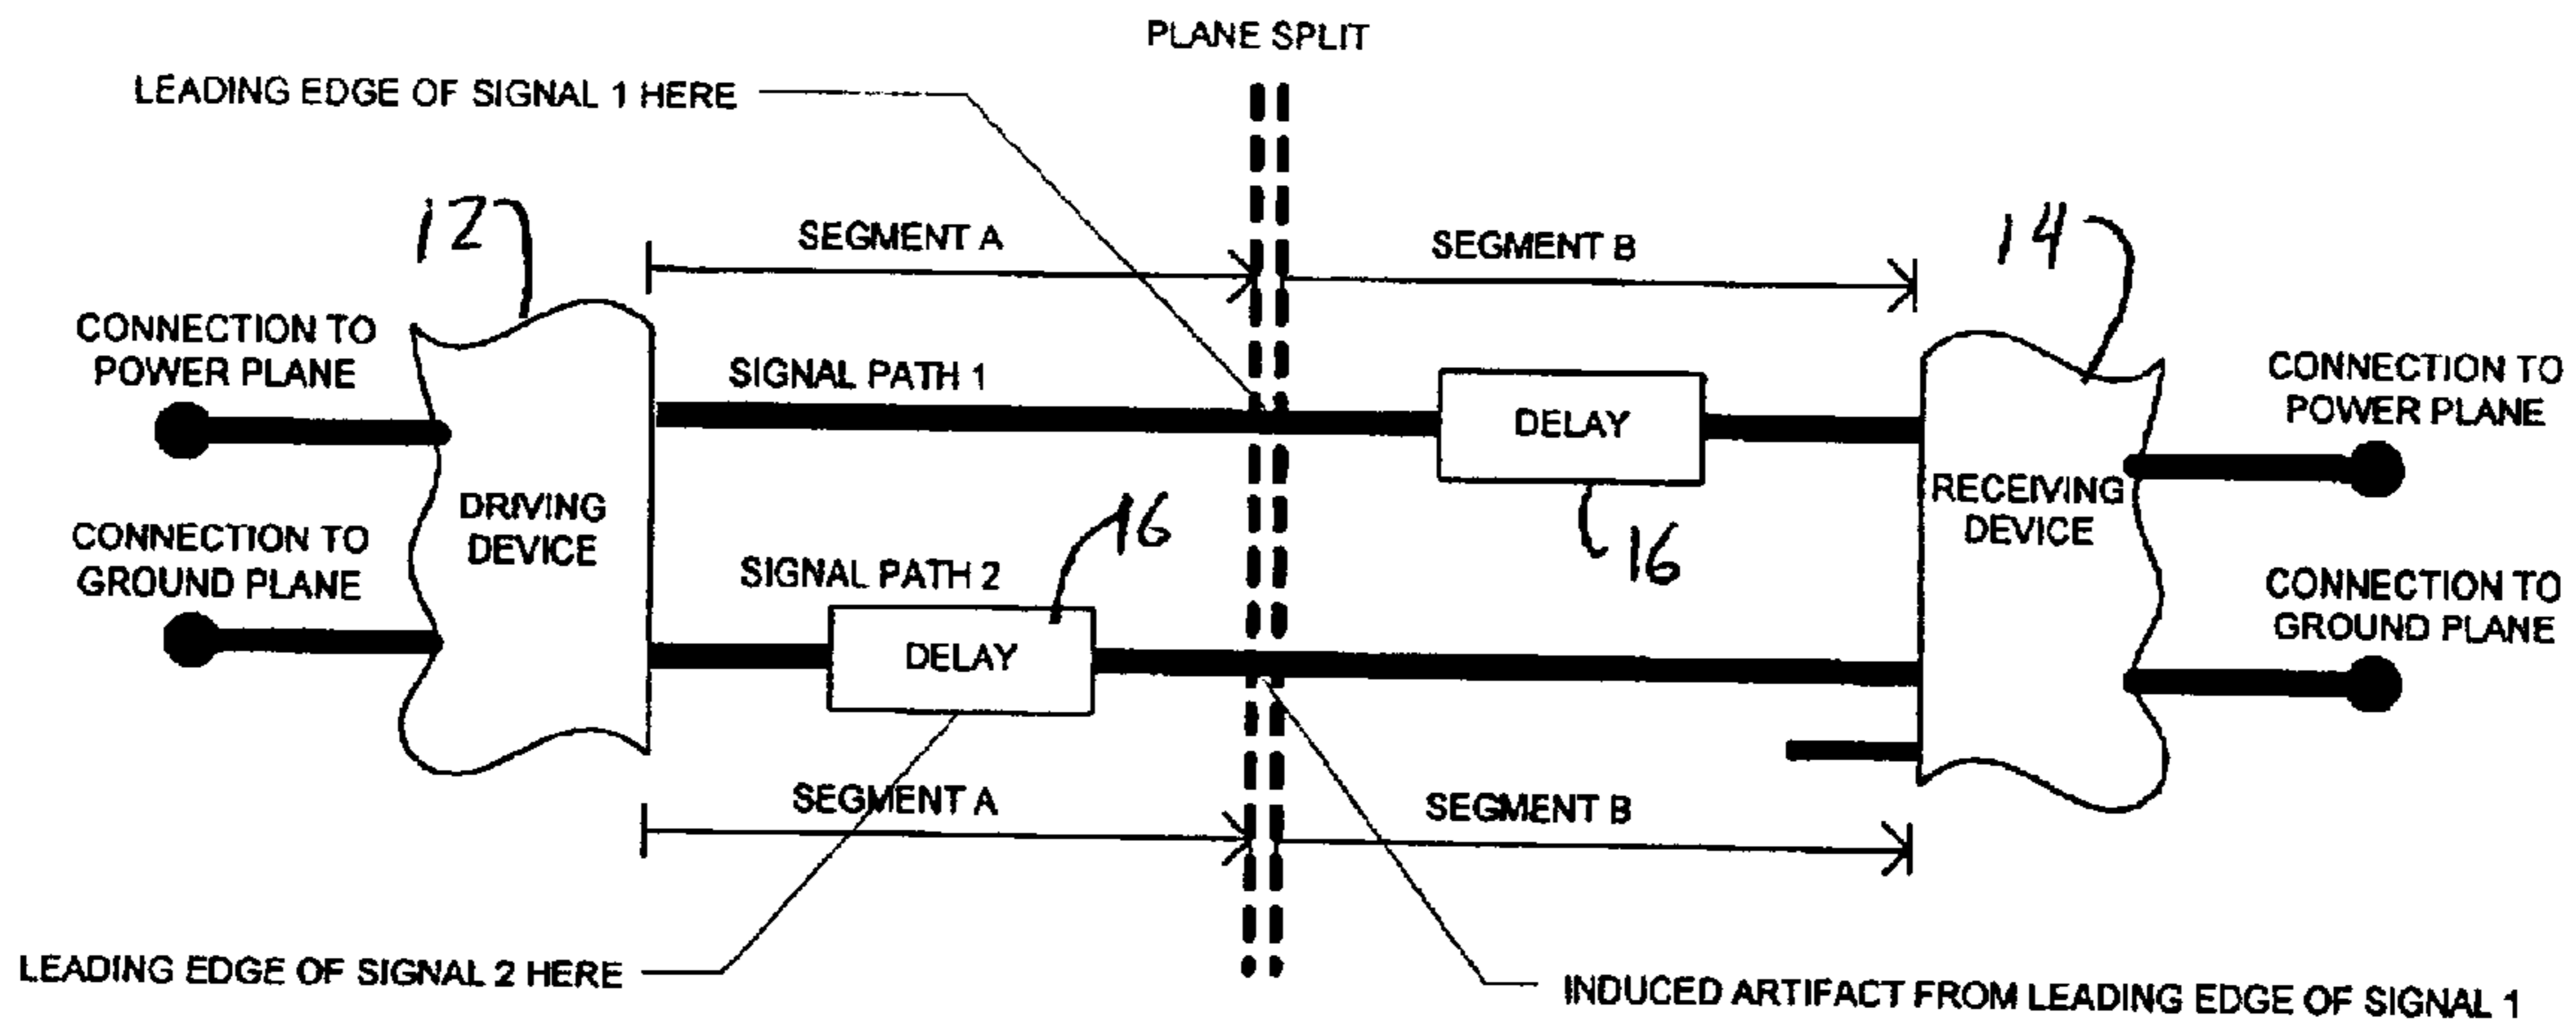 PLANE SPLIT
LEADING EDGE OF SIGNAL 1 HERE
12
SEGMENT A
SEGMENT B
14
CONNECTION TO
POWER PLANE
SIGNAL PATH 1
DELAY
CONNECTION TO
POWER PLANE
DRIVING
DEVICE
16
RECEIVING
DEVICE
CONNECTION TO
GROUND PLANE
SIGNAL PATH 2
16
CONNECTION TO
GROUND PLANE
DELAY
SEGMENT A
SEGMENT B
LEADING EDGE OF SIGNAL 2 HERE
INDUCED ARTIFACT FROM LEADING EDGE OF SIGNAL 1